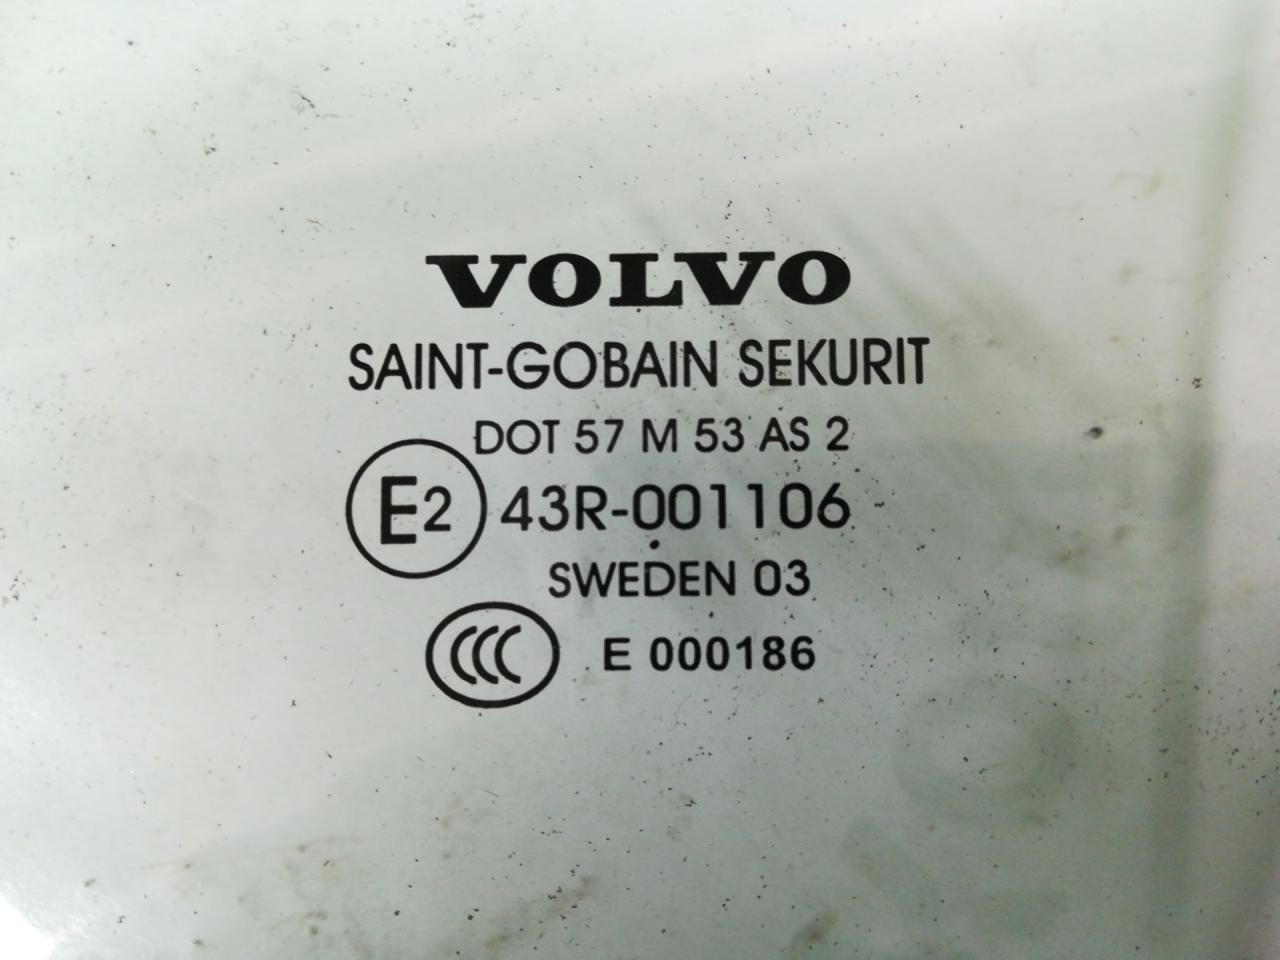 VOLVO
SAINT-GOBAIN SEKURIT
DOT 57 M 53 AS 2
E2 43R-001106
SWEDEN 03
CCC E 000186